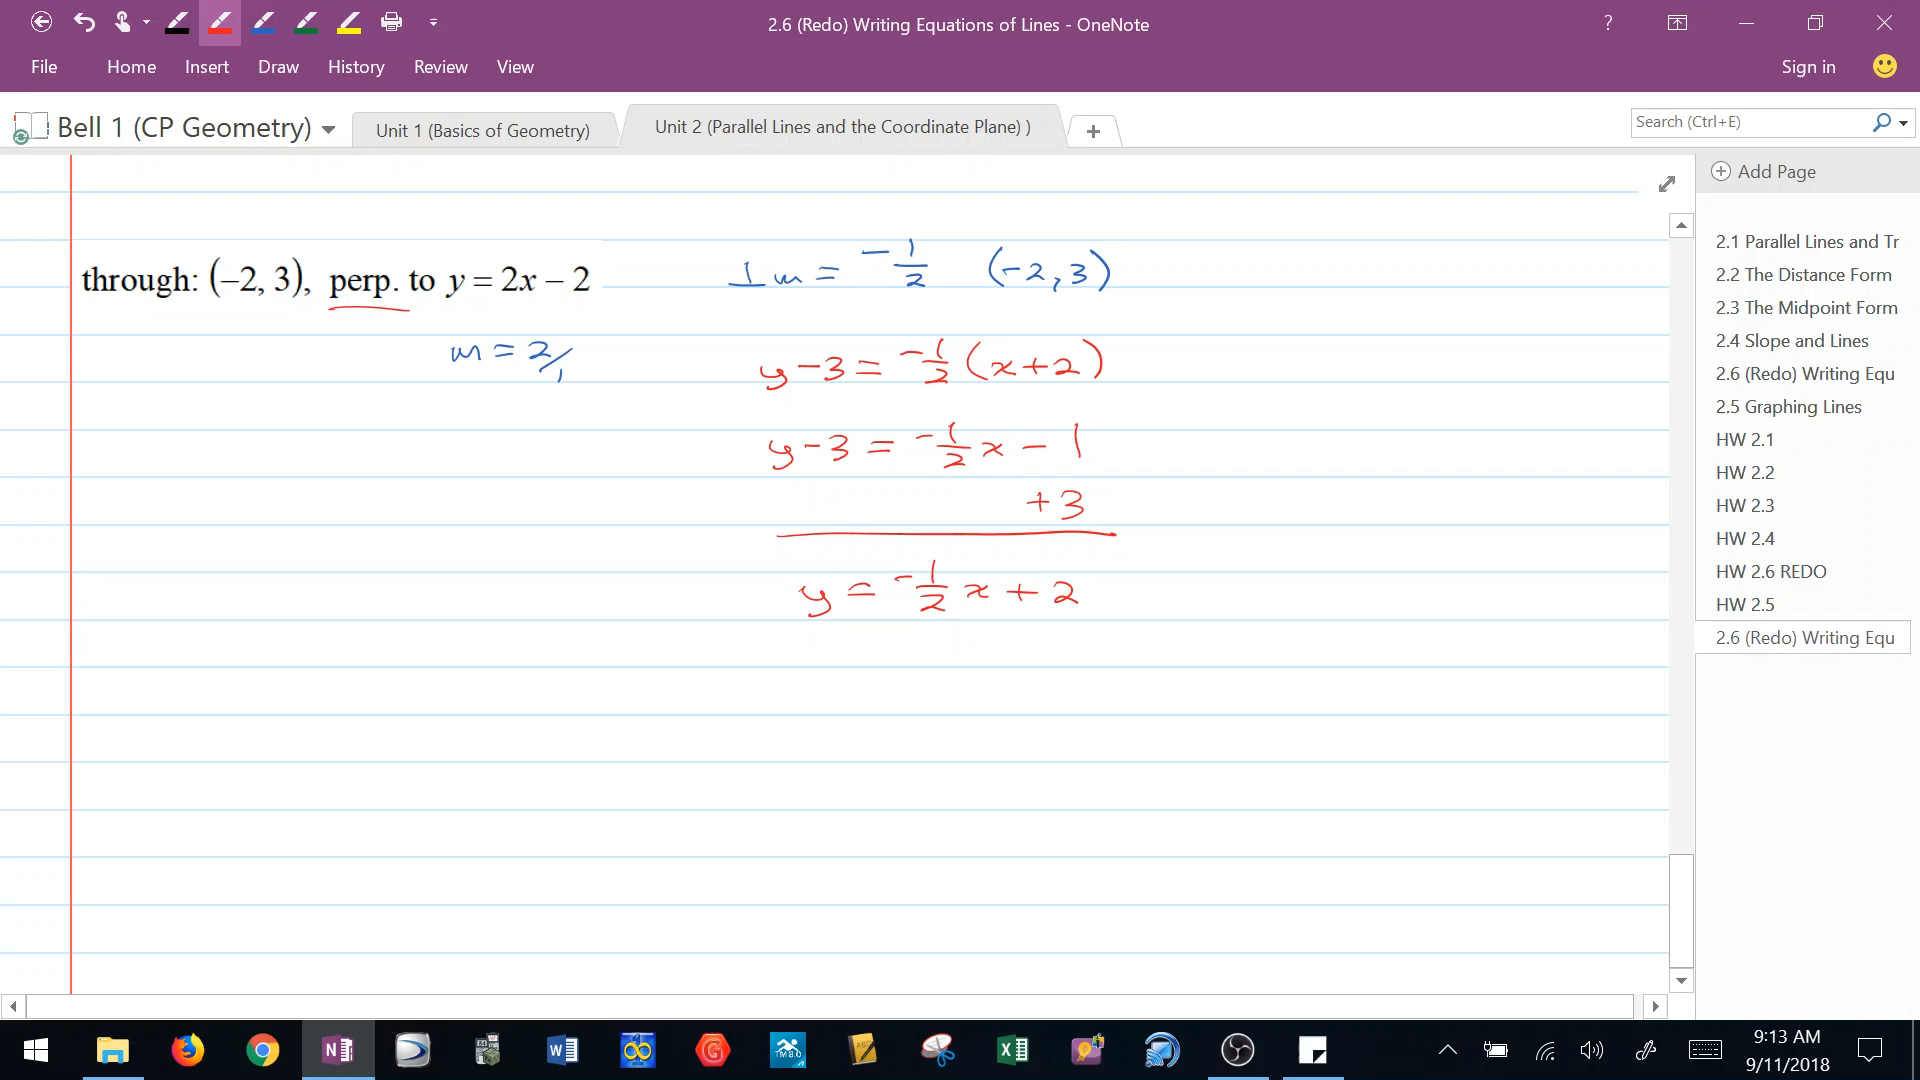 2.6 (Redo) Writing Equations of Lines - OneNote
?
File Home Insert Draw History Review View
Sign in
Bell 1 (CP Geometry)
Unit 1 (Basics of Geometry)
Unit 2 (Parallel Lines and the Coordinate Plane) )
+
Search (Ctrl+E)
through: (–2, 3), perp. to y = 2x – 2
m = 2/1
⊥ m = -1/2 (-2, 3)
y - 3 = -1/2 (x + 2)
y - 3 = -1/2 x - 1
+ 3
y = -1/2 x + 2
Add Page
2.1 Parallel Lines and Tr
2.2 The Distance Form
2.3 The Midpoint Form
2.4 Slope and Lines
2.6 (Redo) Writing Equ
2.5 Graphing Lines
HW 2.1
HW 2.2
HW 2.3
HW 2.4
HW 2.6 REDO
HW 2.5
2.6 (Redo) Writing Equ
9:13 AM
9/11/2018